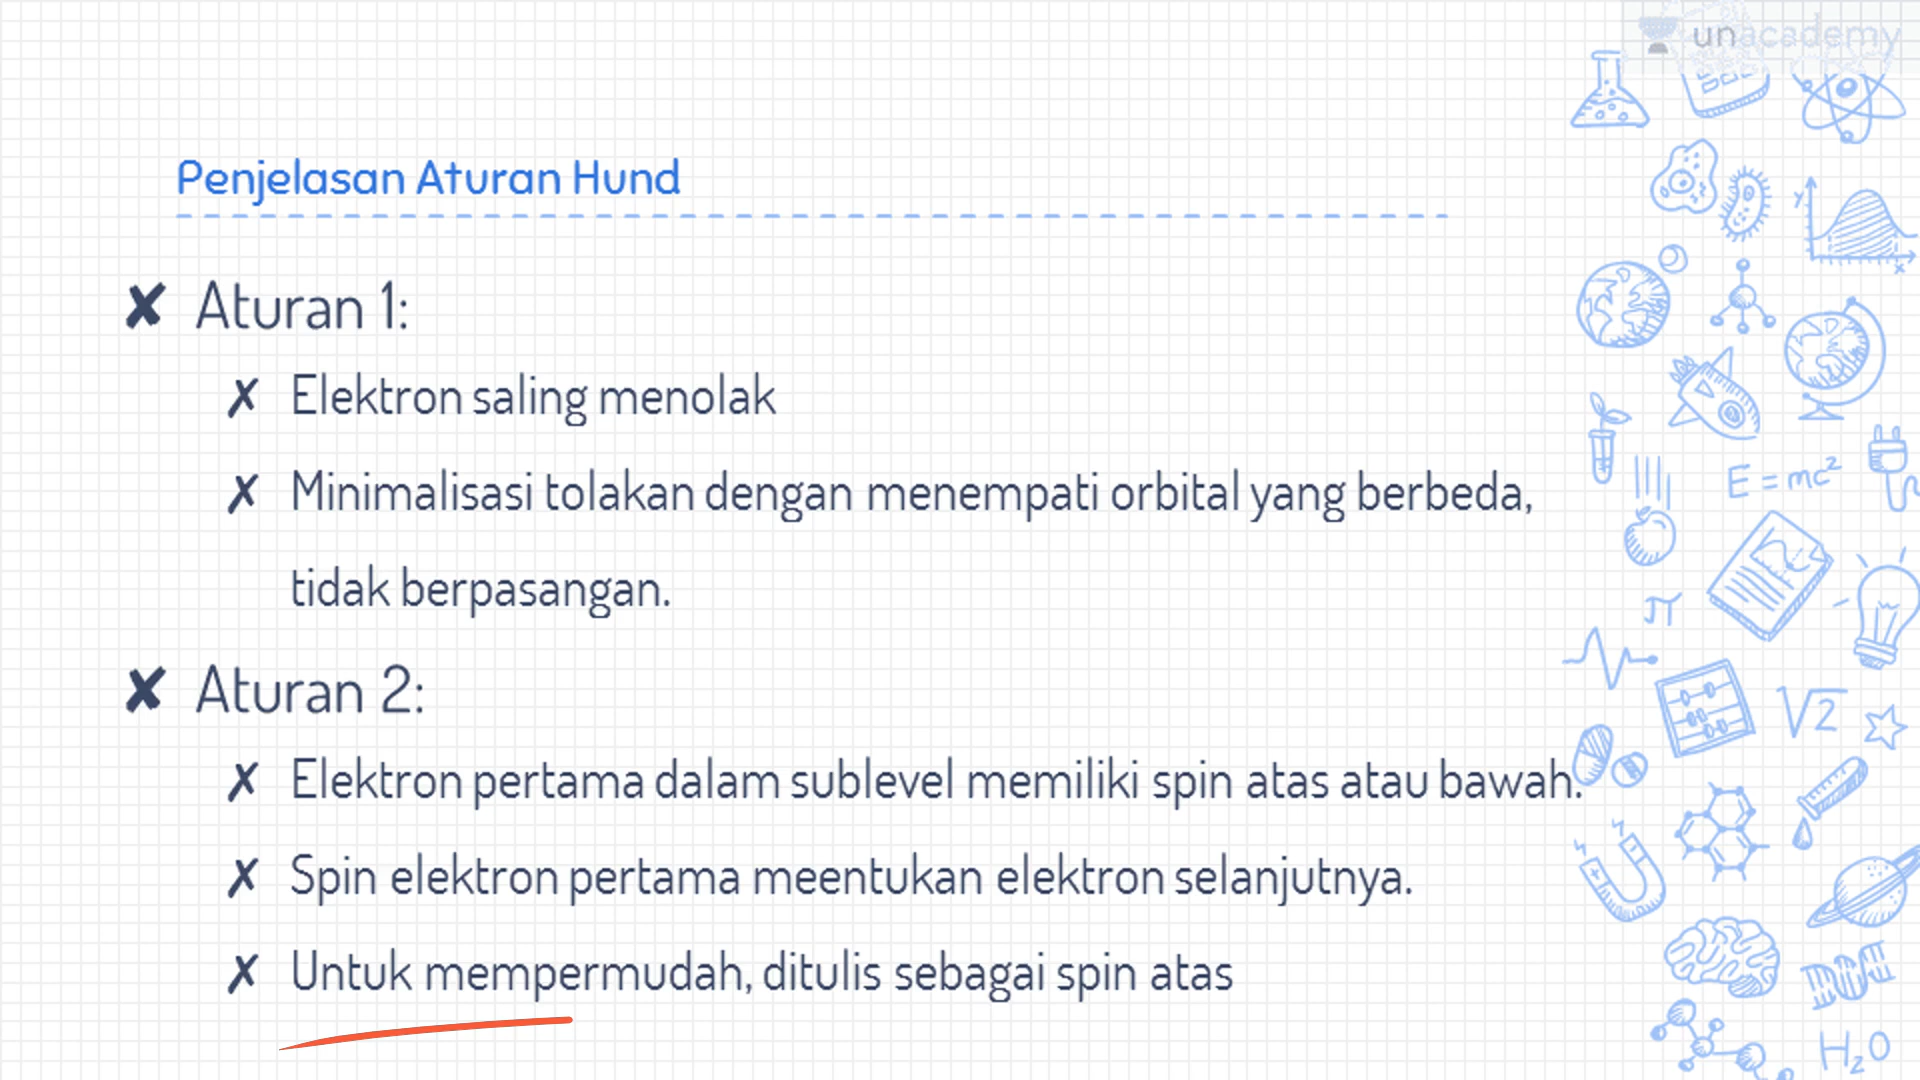 unacademy
Penjelasan Aturan Hund
✘ Aturan 1:
✗ Elektron saling menolak
✗ Minimalisasi tolakan dengan menempati orbital yang berbeda,
tidak berpasangan.
✘ Aturan 2:
✗ Elektron pertama dalam sublevel memiliki spin atas atau bawah.
✗ Spin elektron pertama meentukan elektron selanjutnya.
✗ Untuk mempermudah, ditulis sebagai spin atas
y
x
E=mc²
π
√2
H₂O